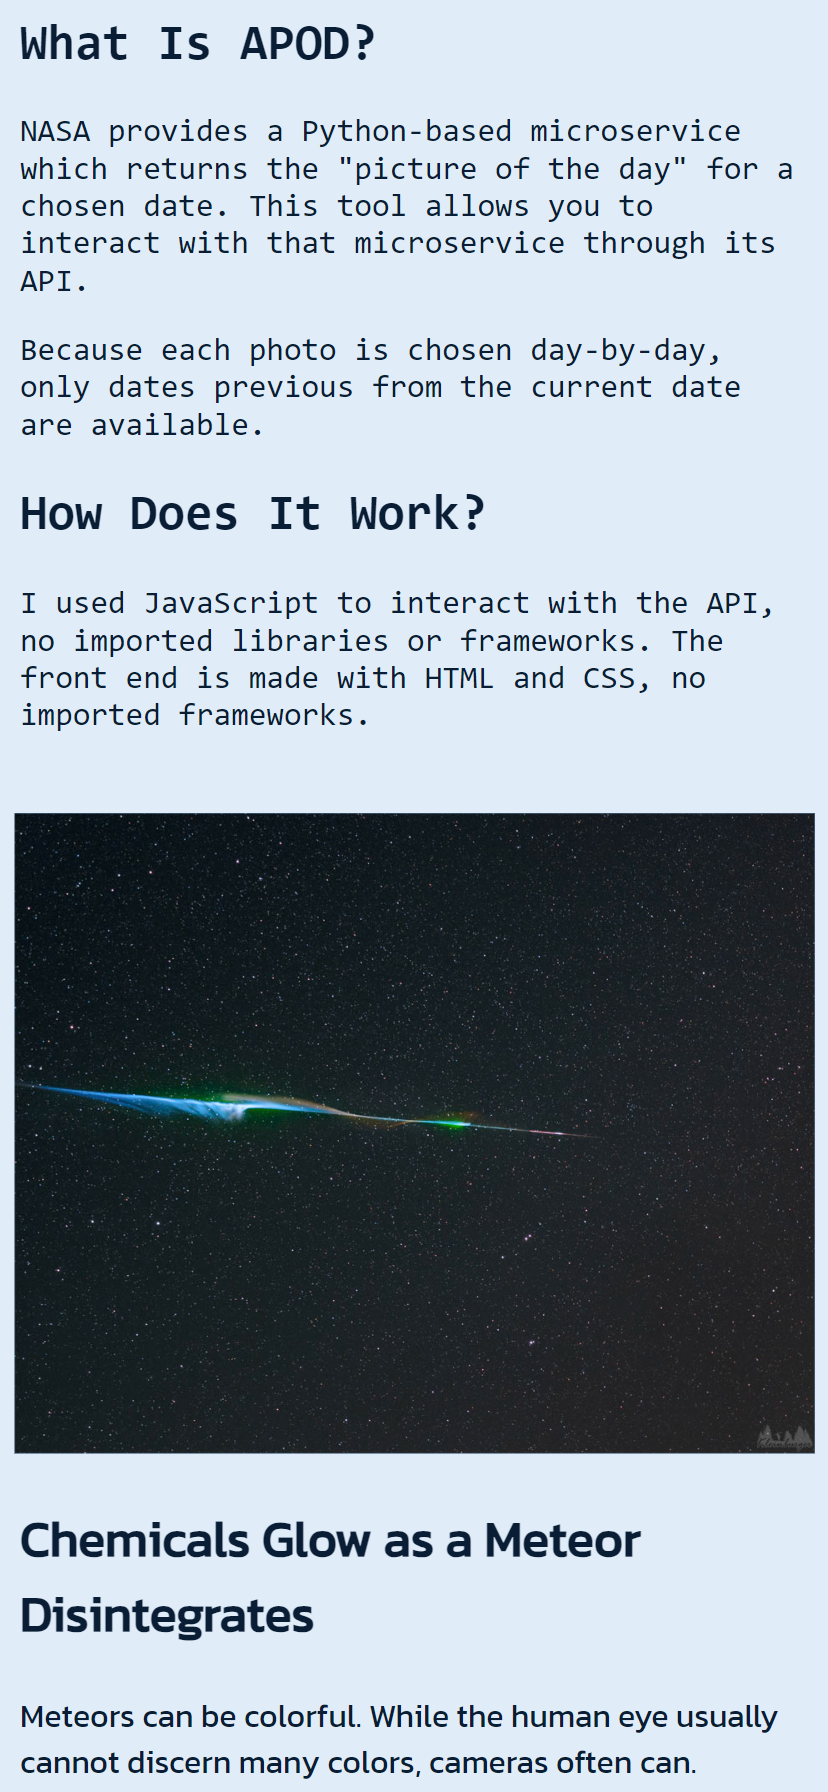 What Is APOD?
NASA provides a Python-based microservice
which returns the "picture of the day" for a
chosen date. This tool allows you to
interact with that microservice through its
API.
Because each photo is chosen day-by-day,
only dates previous from the current date
are available.
How Does It Work?
I used JavaScript to interact with the API,
no imported libraries or frameworks. The
front end is made with HTML and CSS, no
imported frameworks.
Chemicals Glow as a Meteor
Disintegrates
Meteors can be colorful. While the human eye usually
cannot discern many colors, cameras often can.